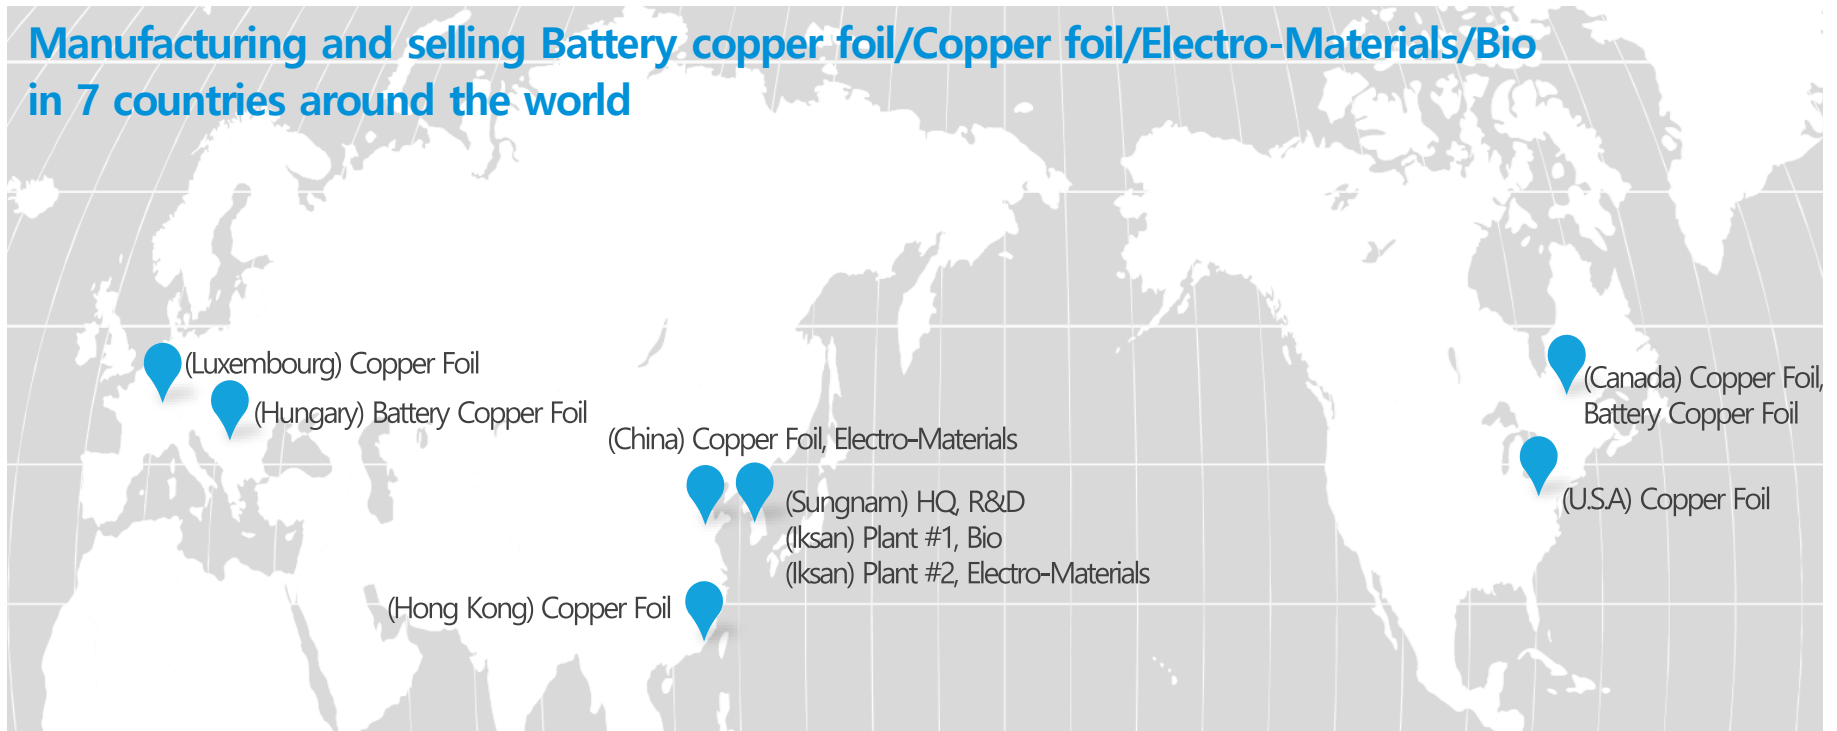 Manufacturing and selling Battery copper foil/Copper foil/Electro-Materials/Bio
in 7 countries around the world
(Luxembourg) Copper Foil
(Hungary) Battery Copper Foil
(China) Copper Foil, Electro-Materials
(Sungnam) HQ, R&D
(Iksan) Plant #1, Bio
(Iksan) Plant #2, Electro-Materials
(Hong Kong) Copper Foil
(Canada) Copper Foil,
Battery Copper Foil
(U.S.A) Copper Foil